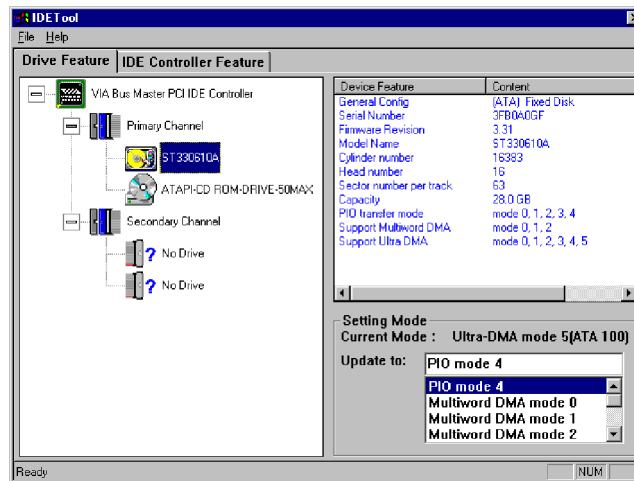 IDETool
File Help
Drive Feature IDE Controller Feature
VIA Bus Master PCI IDE Controller
Primary Channel
ST330610A
ATAPI-CD ROM-DRIVE-50MAX
Secondary Channel
? No Drive
? No Drive
Device Feature Content
General Config (ATA) Fixed Disk
Serial Number 3FB0A0GF
Firmware Revision 3.31
Model Name ST330610A
Cylinder number 16383
Head number 16
Sector number per track 63
Capacity 28.0 GB
PIO transfer mode mode 0, 1, 2, 3, 4
Support Multiword DMA mode 0, 1, 2
Support Ultra DMA mode 0, 1, 2, 3, 4, 5
Setting Mode
Current Mode : Ultra-DMA mode 5(ATA 100)
Update to: PIO mode 4
PIO mode 4
Multiword DMA mode 0
Multiword DMA mode 1
Multiword DMA mode 2
Ready NUM